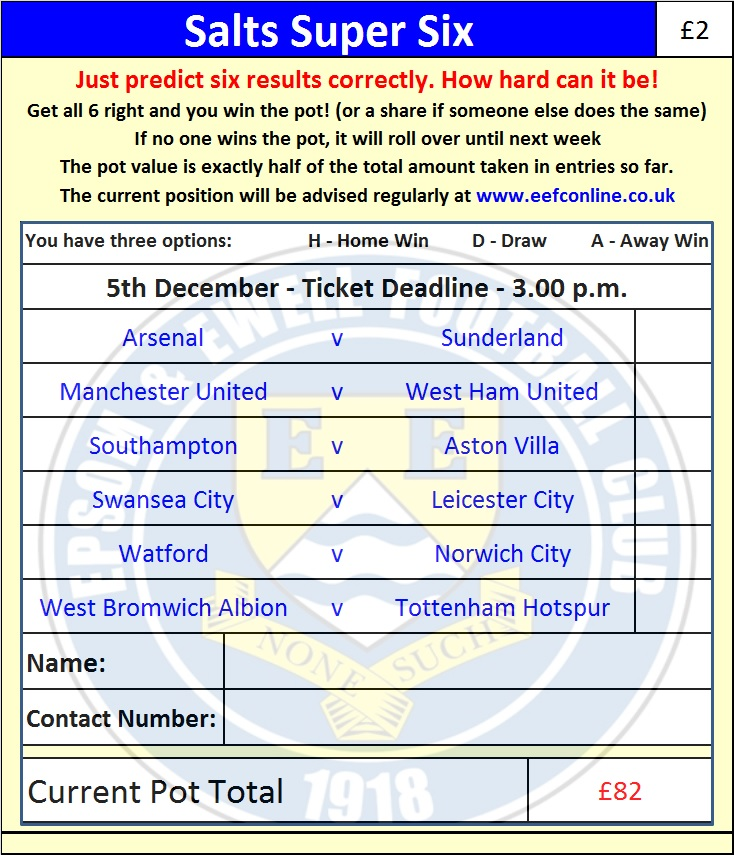 Salts Super Six £2
Just predict six results correctly. How hard can it be!
Get all 6 right and you win the pot! (or a share if someone else does the same)
If no one wins the pot, it will roll over until next week
The pot value is exactly half of the total amount taken in entries so far.
The current position will be advised regularly at www.eefconline.co.uk
You have three options: H - Home Win D - Draw A - Away Win
5th December - Ticket Deadline - 3.00 p.m.
Arsenal v Sunderland
Manchester United v West Ham United
Southampton v Aston Villa
Swansea City v Leicester City
Watford v Norwich City
West Bromwich Albion v Tottenham Hotspur
Name:
Contact Number:
Current Pot Total £82
EPSOM & EWELL FOOTBALL CLUB
E E
NONE SUCH
1918